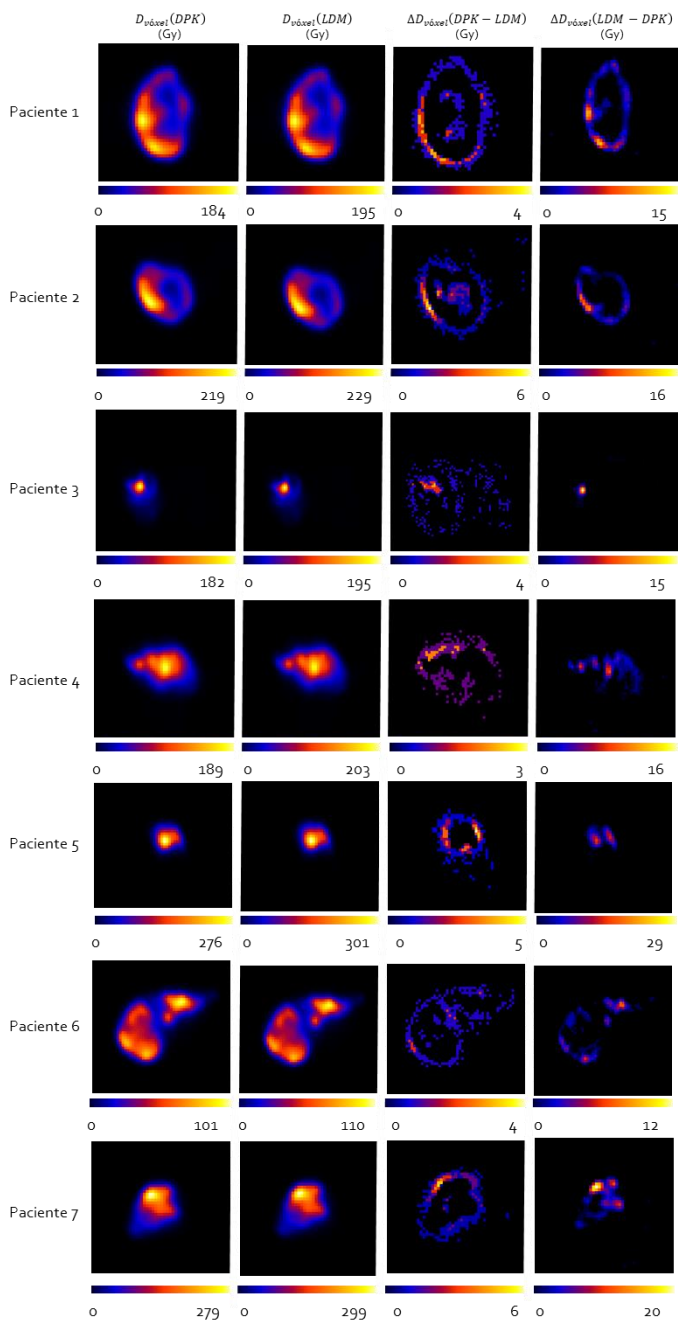 D_vóxel(DPK) D_vóxel(LDM) ΔD_vóxel(DPK − LDM) ΔD_vóxel(LDM − DPK)
(Gy) (Gy) (Gy) (Gy)
Paciente 1
0 184 0 195 0 4 0 15
Paciente 2
0 219 0 229 0 6 0 16
Paciente 3
0 182 0 195 0 4 0 15
Paciente 4
0 189 0 203 0 3 0 16
Paciente 5
0 276 0 301 0 5 0 29
Paciente 6
0 101 0 110 0 4 0 12
Paciente 7
0 279 0 299 0 6 0 20